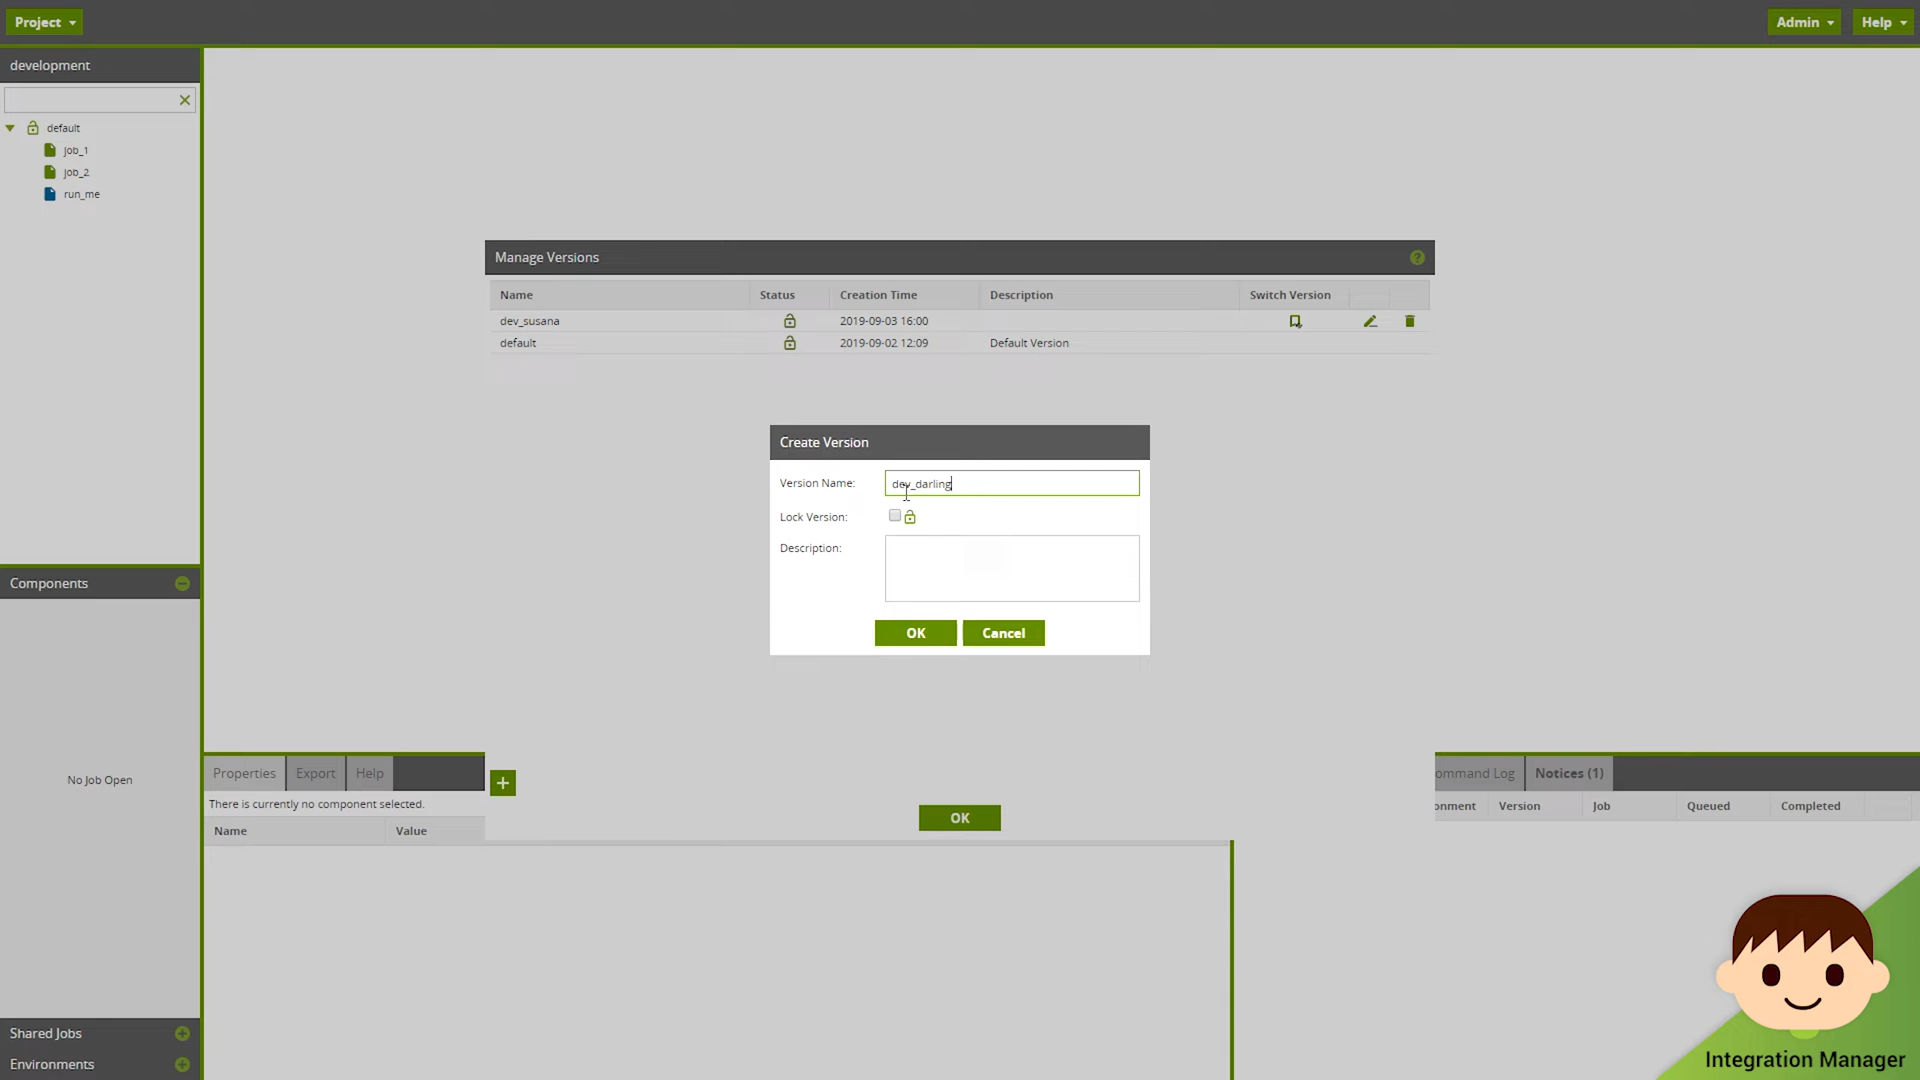 Project
Admin
Help
development
default
job_1
job_2
run_me
Manage Versions
?
Name Status Creation Time Description Switch Version
dev_susana 2019-09-03 16:00
default 2019-09-02 12:09 Default Version
Create Version
Version Name: dev_darling
Lock Version:
Description:
OK Cancel
Components
No Job Open
Properties Export Help
There is currently no component selected.
Name Value
+
OK
ommand Log Notices (1)
onment Version Job Queued Completed
Shared Jobs
Environments
Integration Manager